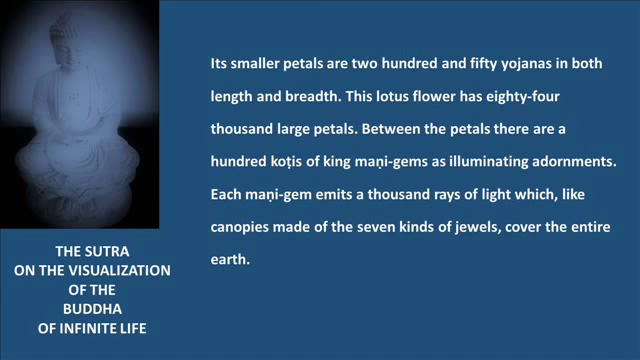 Its smaller petals are two hundred and fifty yojanas in both
length and breadth. This lotus flower has eighty-four
thousand large petals. Between the petals there are a
hundred koṭis of king maṇi-gems as illuminating adornments.
Each maṇi-gem emits a thousand rays of light which, like
canopies made of the seven kinds of jewels, cover the entire
earth.
THE SUTRA
ON THE VISUALIZATION
OF THE
BUDDHA
OF INFINITE LIFE